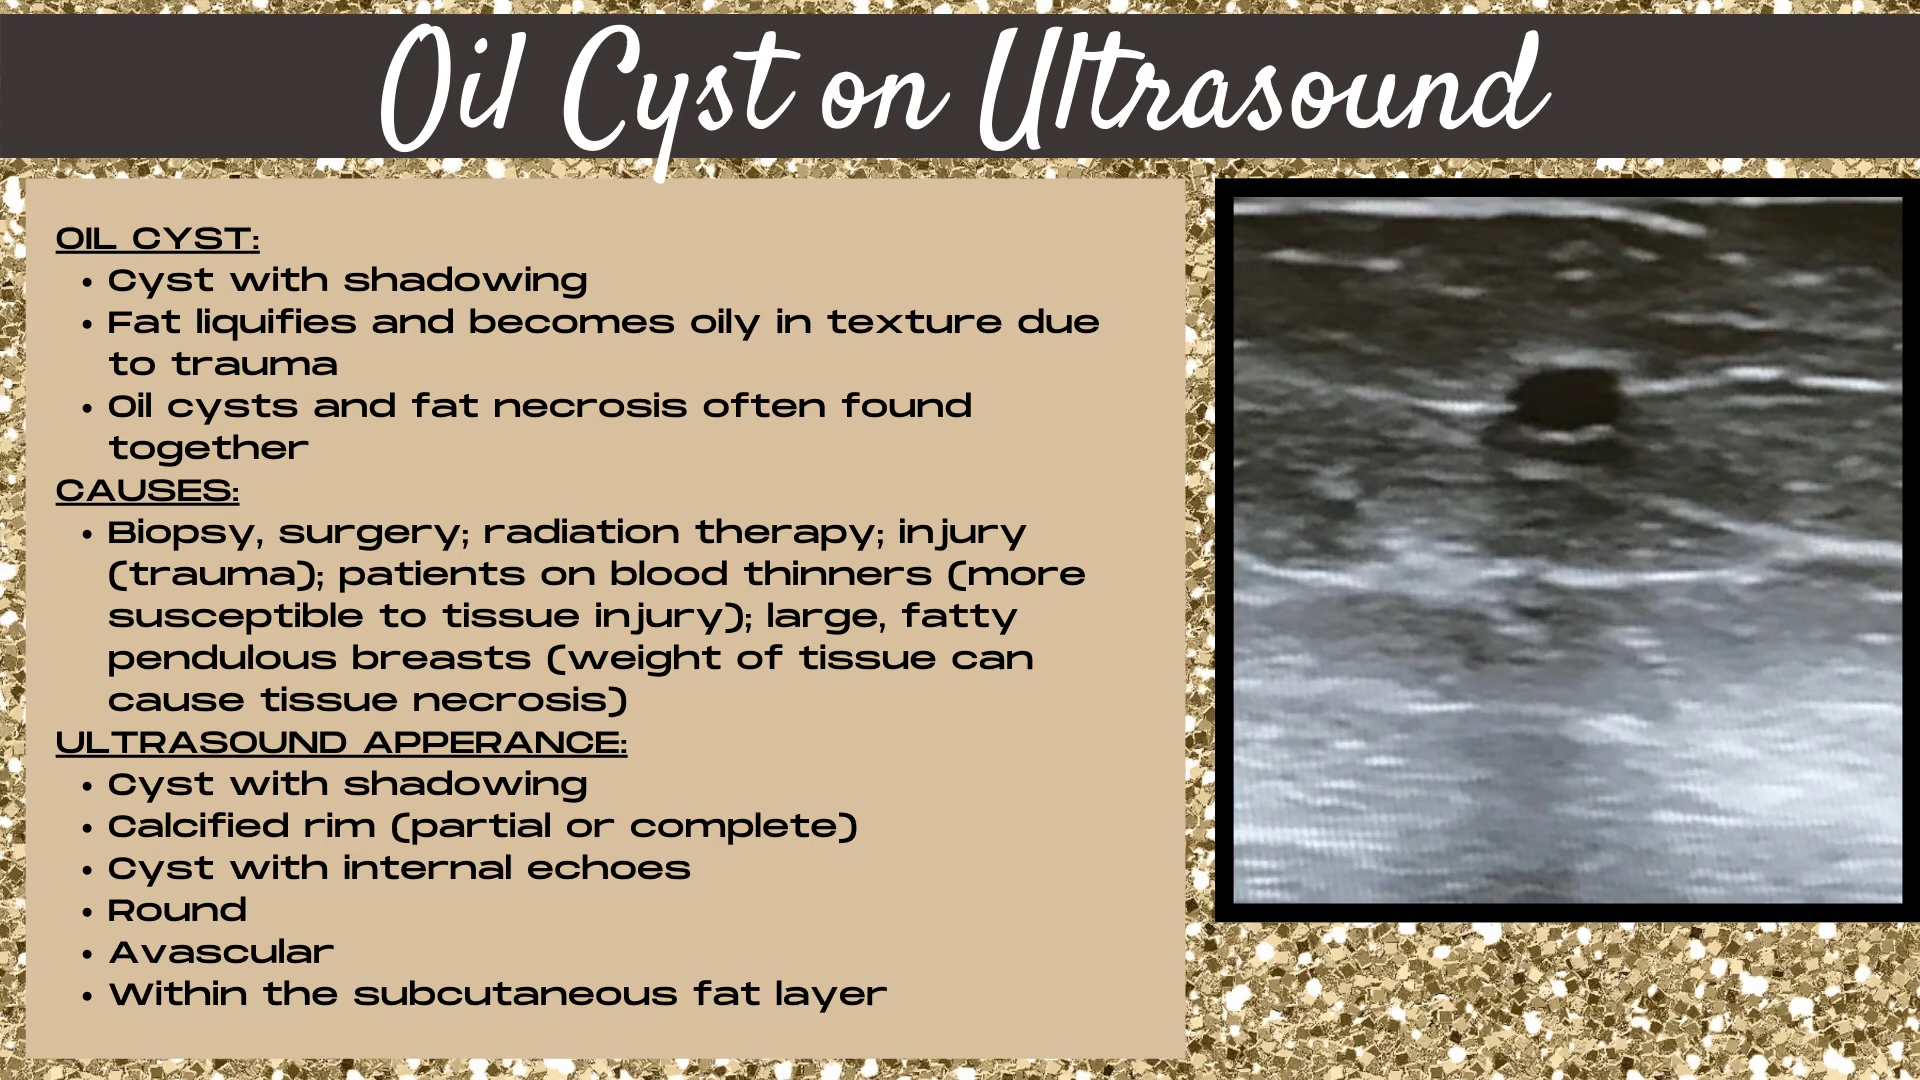 Oil Cyst on Ultrasound
OIL CYST:
• Cyst with shadowing
• Fat liquifies and becomes oily in texture due
to trauma
• Oil cysts and fat necrosis often found
together
CAUSES:
• Biopsy, surgery; radiation therapy; injury
(trauma); patients on blood thinners (more
susceptible to tissue injury); large, fatty
pendulous breasts (weight of tissue can
cause tissue necrosis)
ULTRASOUND APPERANCE:
• Cyst with shadowing
• Calcified rim (partial or complete)
• Cyst with internal echoes
• Round
• Avascular
• Within the subcutaneous fat layer